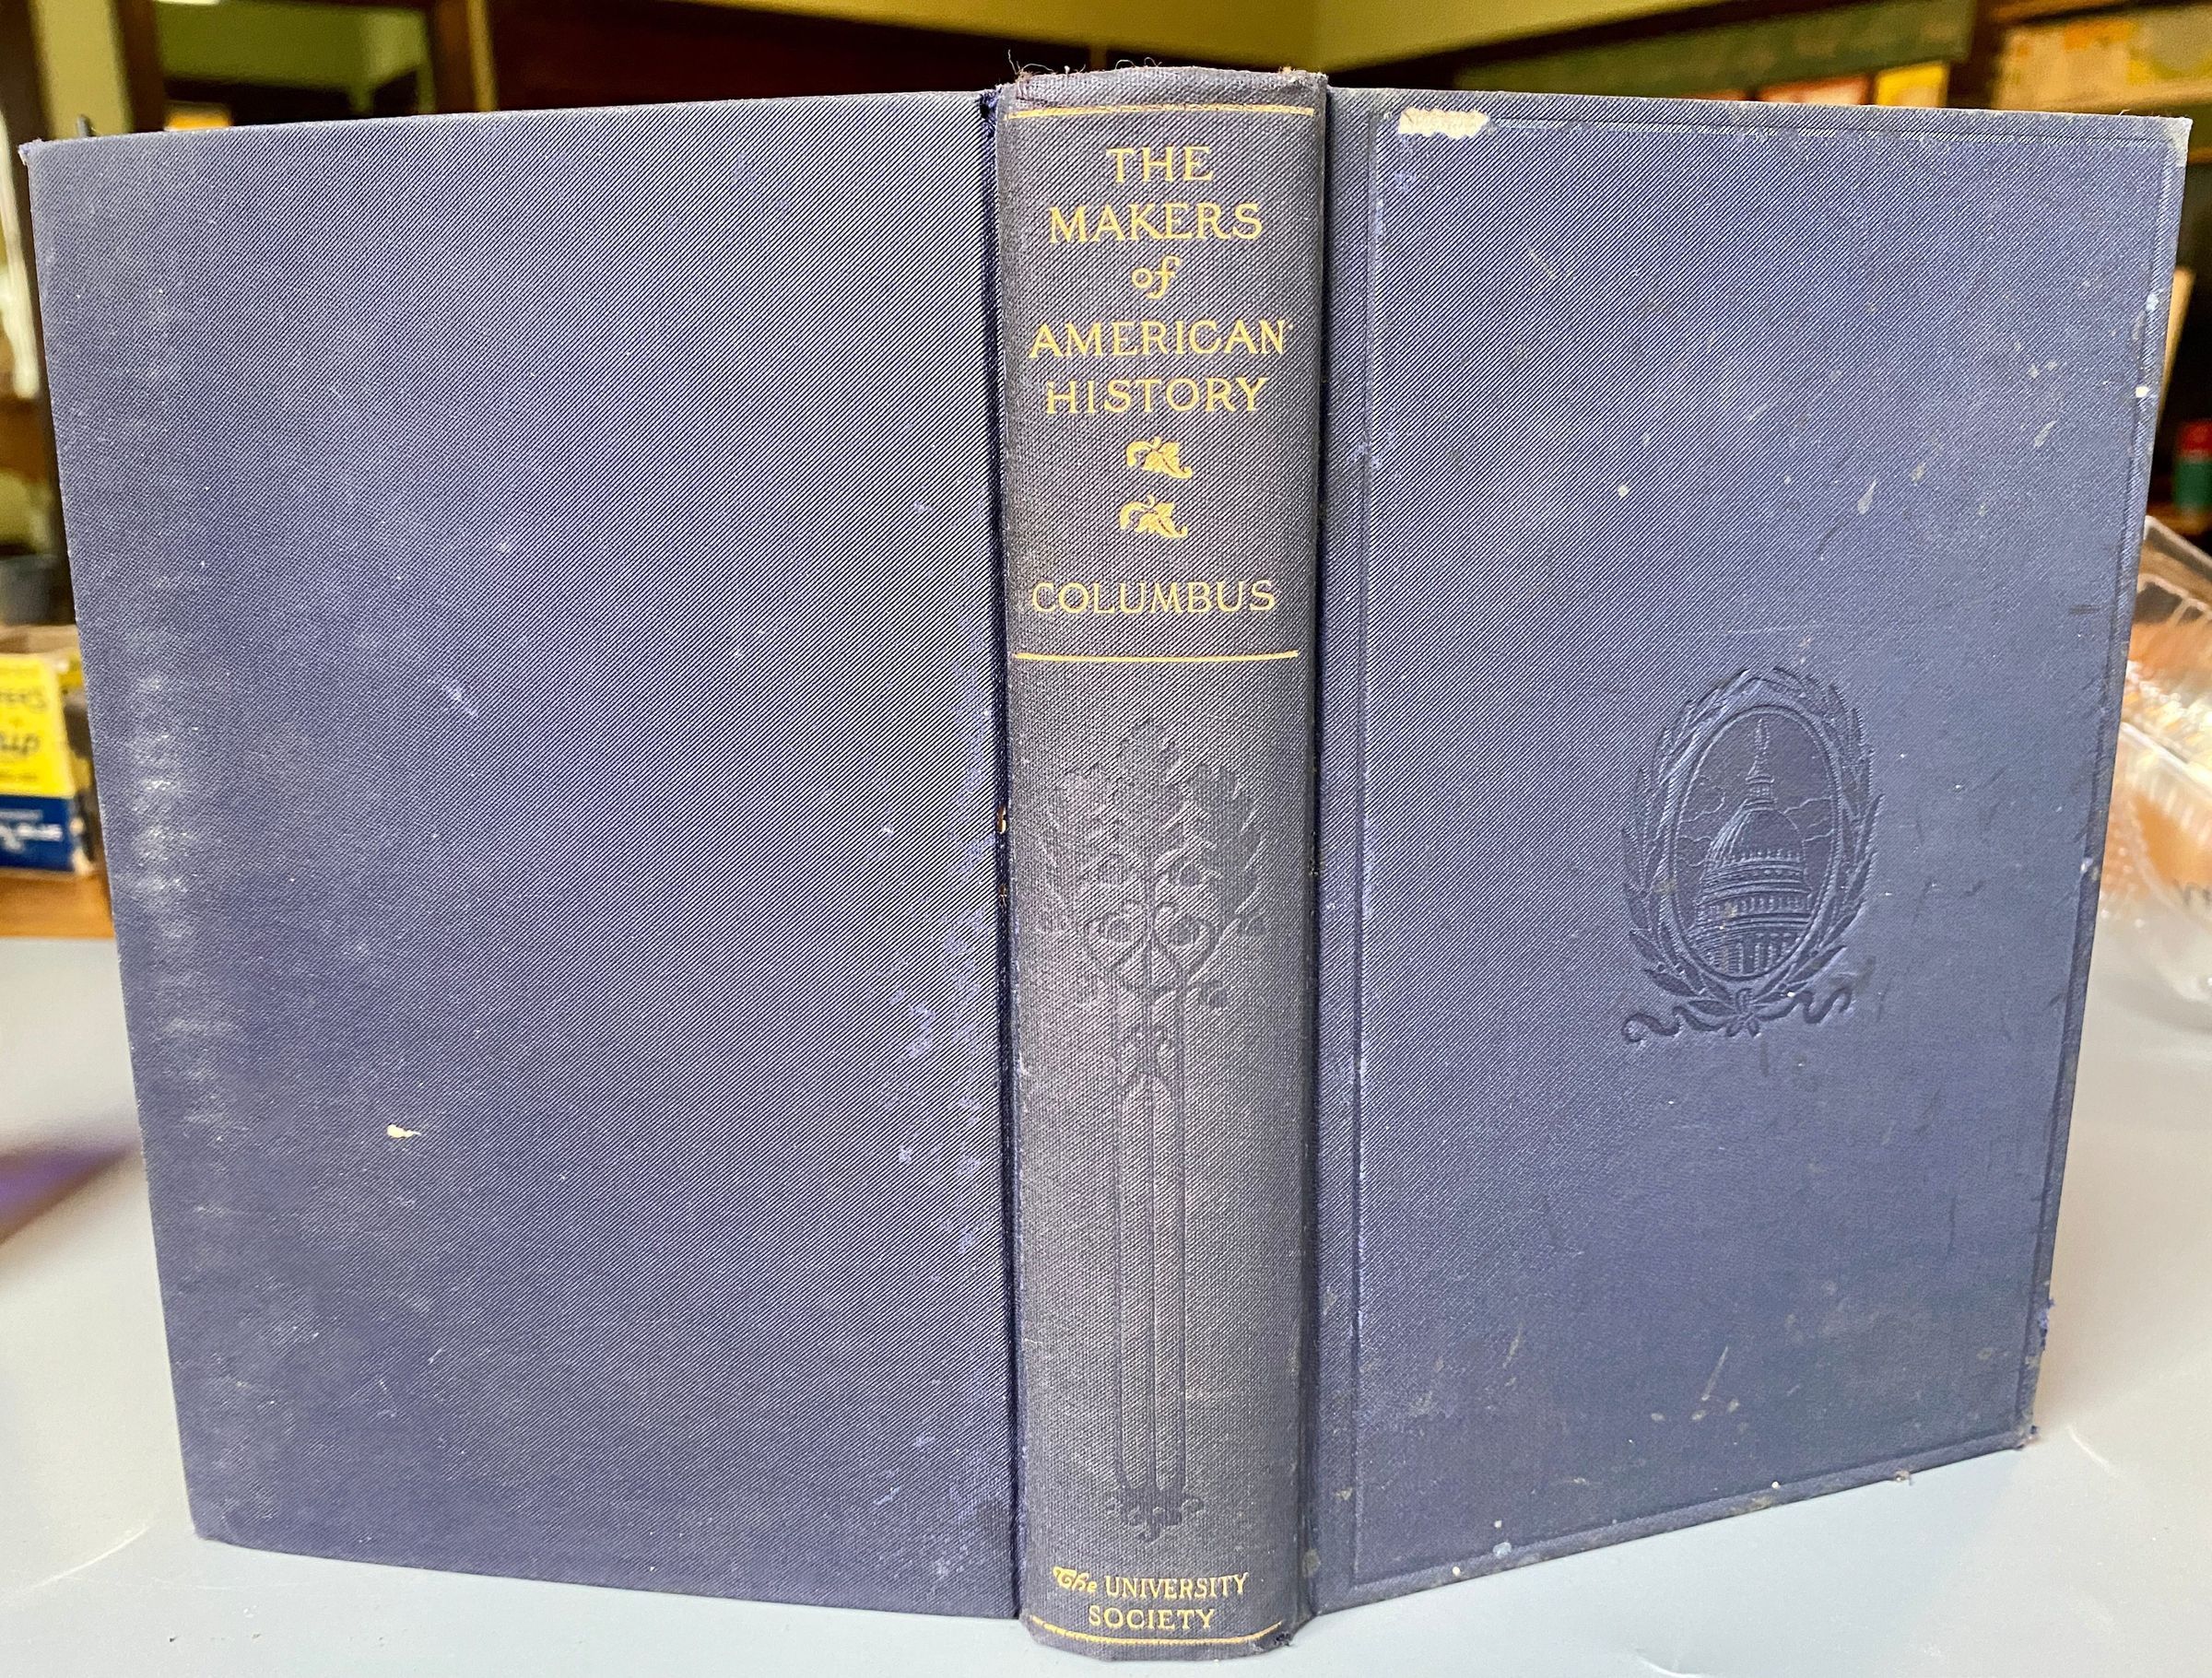 THE
MAKERS
of
AMERICAN
HISTORY
COLUMBUS
The UNIVERSITY
SOCIETY